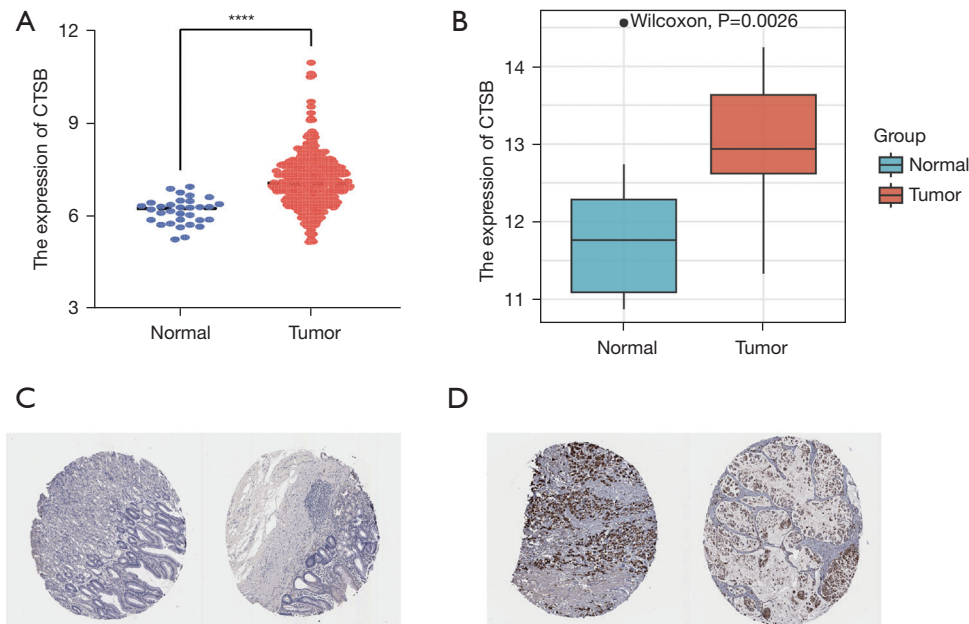 A
The expression of CTSB
12
9
6
3
****
Normal
Tumor
B
The expression of CTSB
14
13
12
11
Wilcoxon, P=0.0026
Normal
Tumor
Group
Normal
Tumor
C
D